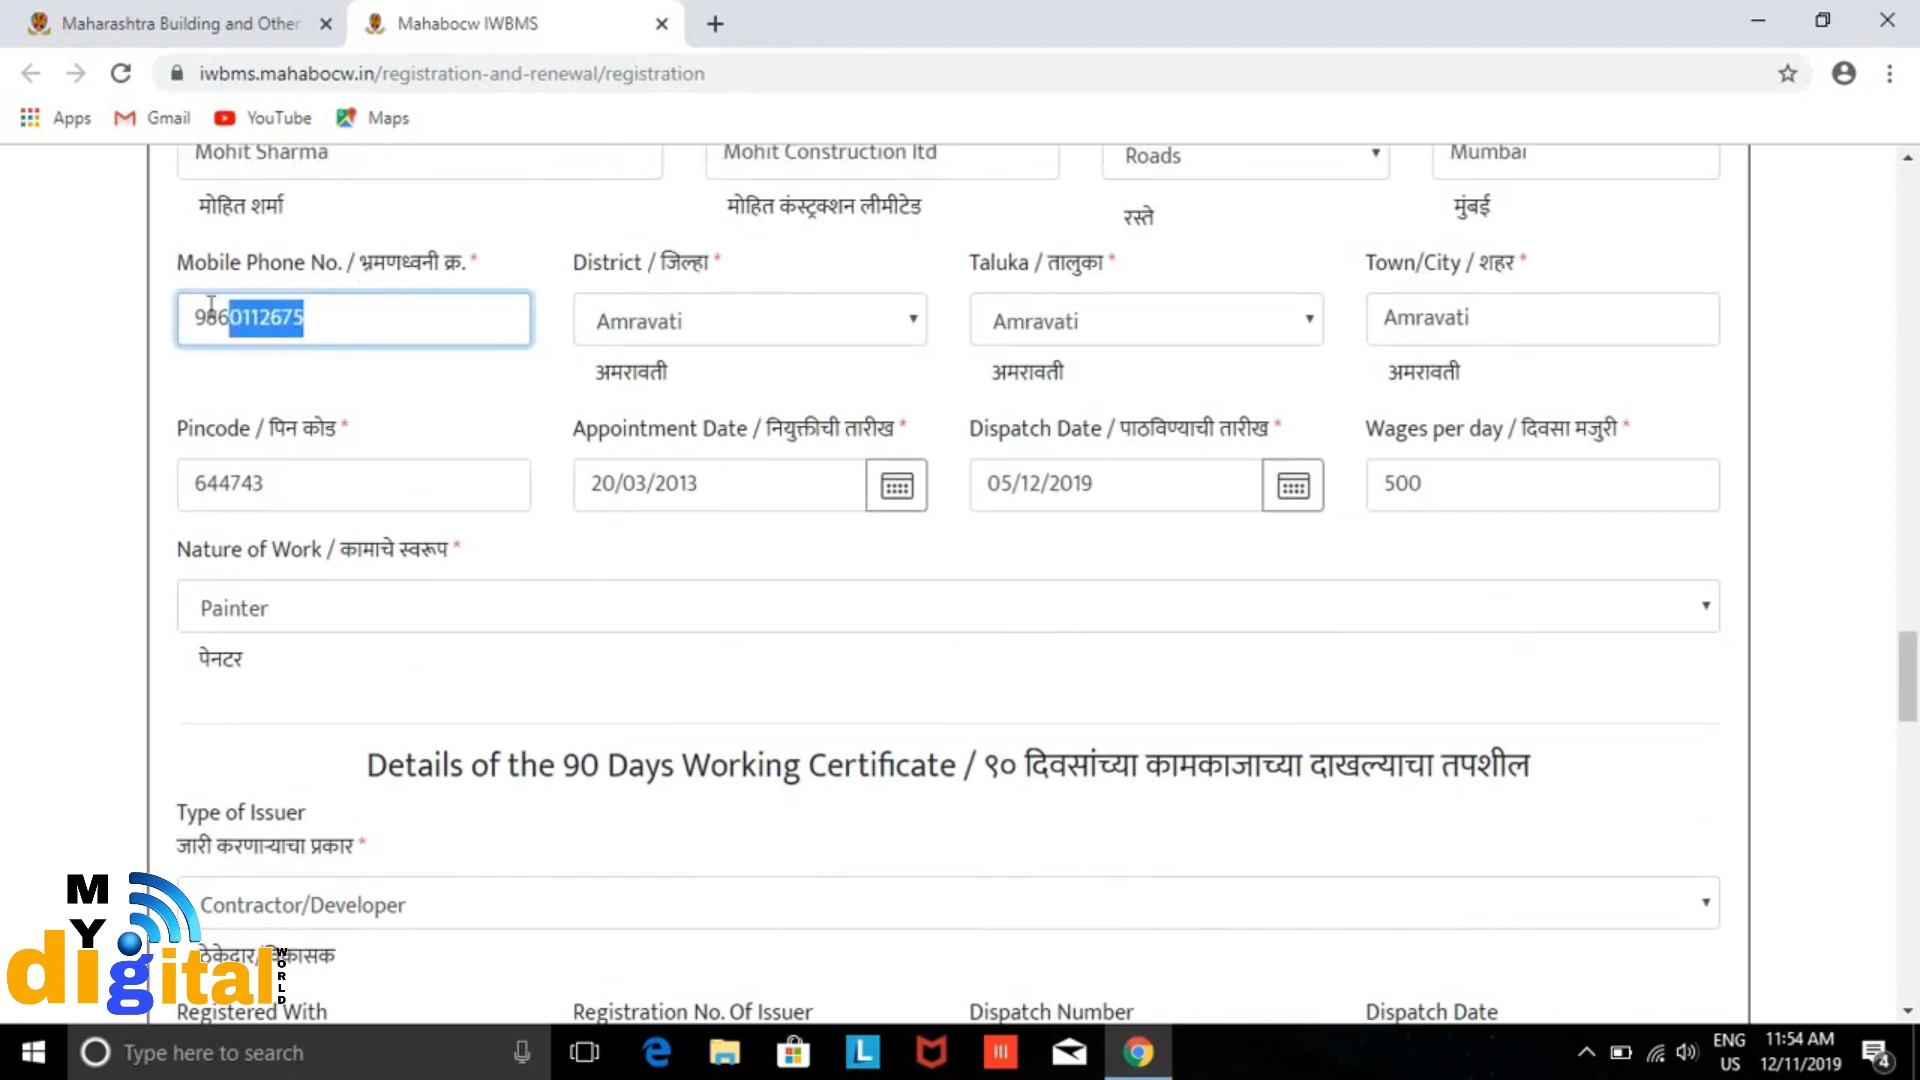 Maharashtra Building and Other
Mahabocw IWBMS
iwbms.mahabocw.in/registration-and-renewal/registration
Apps Gmail YouTube Maps
Mohit Sharma Mohit Construction ltd Roads Mumbai
मोहित शर्मा मोहित कंस्ट्रक्शन लीमीटेड रस्ते मुंबई
Mobile Phone No. / भ्रमणध्वनी क्र. * District / जिल्हा * Taluka / तालुका * Town/City / शहर *
9860112675 Amravati Amravati Amravati
अमरावती अमरावती अमरावती
Pincode / पिन कोड * Appointment Date / नियुक्तीची तारीख * Dispatch Date / पाठविण्याची तारीख * Wages per day / दिवसा मजुरी *
644743 20/03/2013 05/12/2019 500
Nature of Work / कामाचे स्वरूप *
Painter
पेनटर
Details of the 90 Days Working Certificate / ९० दिवसांच्या कामकाजाच्या दाखल्याचा तपशील
Type of Issuer
जारी करणाऱ्याचा प्रकार *
Contractor/Developer
ठेकेदार/विकासक
Registered With Registration No. Of Issuer Dispatch Number Dispatch Date
MY
digital
WORLD
Type here to search
ENG
US
11:54 AM
12/11/2019
4